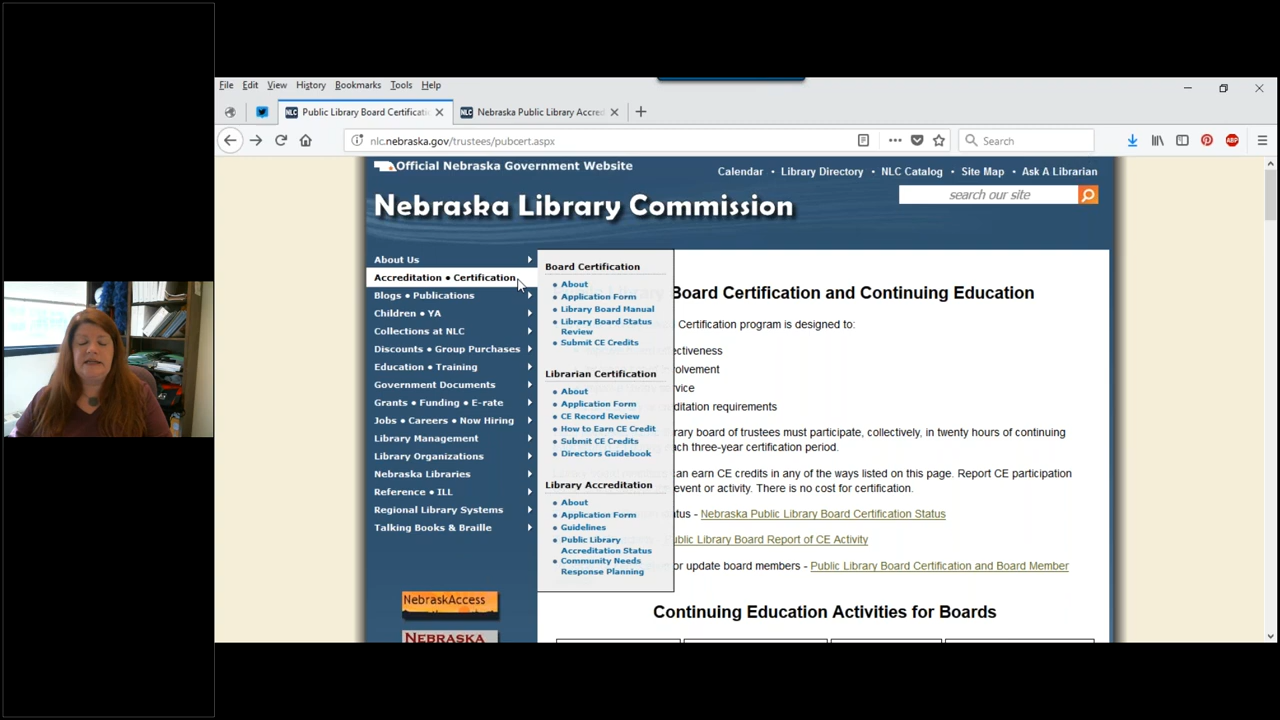 File Edit View History Bookmarks Tools Help
NLC Public Library Board Certificati
NLC Nebraska Public Library Accred
nlc.nebraska.gov/trustees/pubcert.aspx
Search
ABP
Official Nebraska Government Website
Calendar • Library Directory • NLC Catalog • Site Map • Ask A Librarian
Nebraska Library Commission
search our site
About Us
Accreditation • Certification
Blogs • Publications
Children • YA
Collections at NLC
Discounts • Group Purchases
Education • Training
Government Documents
Grants • Funding • E-rate
Jobs • Careers • Now Hiring
Library Management
Library Organizations
Nebraska Libraries
Reference • ILL
Regional Library Systems
Talking Books & Braille
NebraskAccess
NEBRASKA
Board Certification
• About
• Application Form
• Library Board Manual
• Library Board Status
Review
• Submit CE Credits
Librarian Certification
• About
• Application Form
• CE Record Review
• How to Earn CE Credit
• Submit CE Credits
• Directors Guidebook
Library Accreditation
• About
• Application Form
• Guidelines
• Public Library
Accreditation Status
• Community Needs
Response Planning
Board Certification and Continuing Education
Certification program is designed to:
ectiveness
volvement
vice
ditation requirements
rary board of trustees must participate, collectively, in twenty hours of continuing
ach three-year certification period.
an earn CE credits in any of the ways listed on this page. Report CE participation
event or activity. There is no cost for certification.
atus - Nebraska Public Library Board Certification Status
ublic Library Board Report of CE Activity
or update board members - Public Library Board Certification and Board Member
Continuing Education Activities for Boards